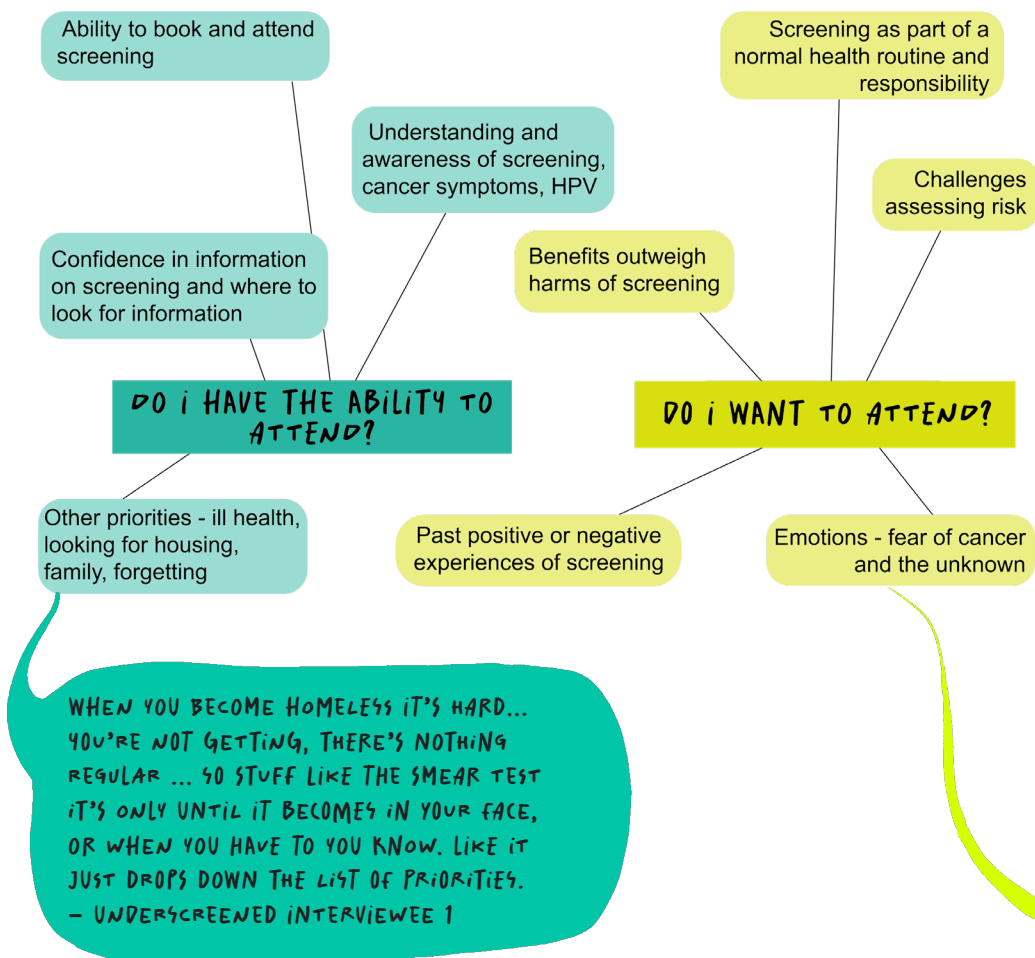 Ability to book and attend
screening
Understanding and
awareness of screening,
cancer symptoms, HPV
Confidence in information
on screening and where to
look for information
DO i HAVE THE ABiLiTY TO
ATTEND?
Other priorities - ill health,
looking for housing,
family, forgetting
WHEN YOU BECOME HOMELESS iT'S HARD...
YOU'RE NOT GETTiNG, THERE'S NOTHiNG
REGULAR ... SO STUFF LiKE THE SMEAR TEST
iT'S ONLY UNTiL iT BECOMES iN YOUR FACE,
OR WHEN YOU HAVE TO YOU KNOW. LiKE iT
JUST DROPS DOWN THE LiST OF PRiORiTiES.
– UNDERSCREENED iNTERViEWEE 1
Screening as part of a
normal health routine and
responsibility
Challenges
assessing risk
Benefits outweigh
harms of screening
DO i WANT TO ATTEND?
Past positive or negative
experiences of screening
Emotions - fear of cancer
and the unknown